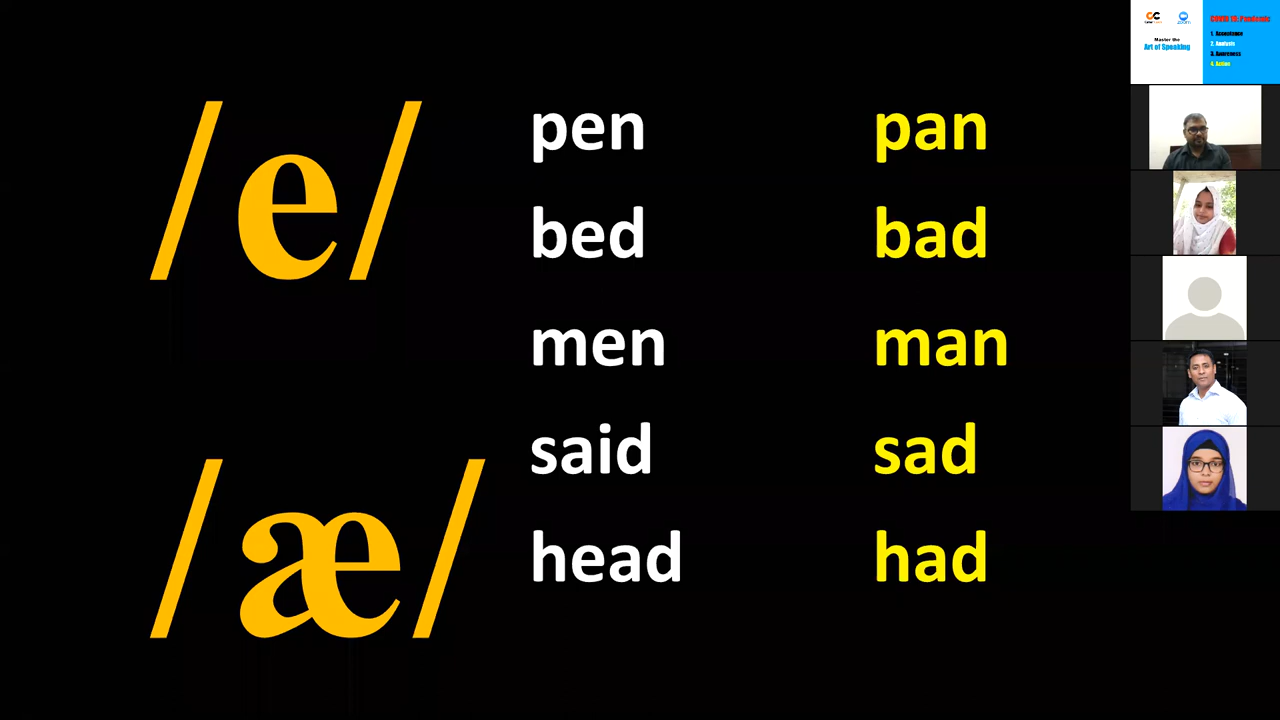 /e/
pen pan
bed bad
men man
said sad
/æ/
head had
zoom
Master the
Art of Speaking
COVID 19: Pandemic
1. Acceptance
2. Analysis
3. Awareness
4. Action